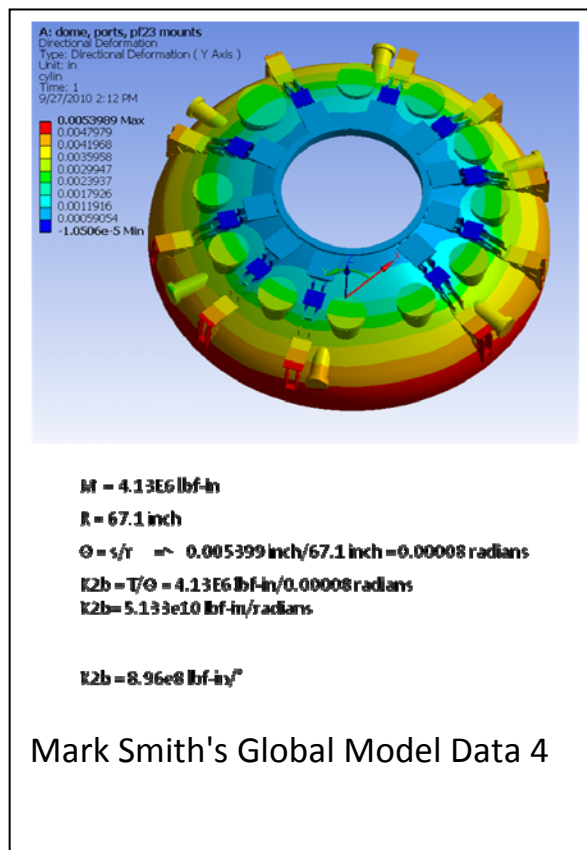 A: dome, ports, pf23 mounts
Directional Deformation
Type: Directional Deformation ( Y Axis )
Unit: in
cylin
Time: 1
9/27/2010 2:12 PM
0.0053989 Max
0.0047979
0.0041968
0.0035958
0.0029947
0.0023937
0.0017926
0.0011916
0.00059054
-1.0506e-5 Min
M = 4.13E6 lbf-in
R = 67.1 inch
Θ = s/r => 0.005399 inch/67.1 inch =0.00008 radians
K2b = T/Θ = 4.13E6 lbf-in/0.00008 radians
K2b= 5.133e10 lbf-in/radians
K2b = 8.96e8 lbf-in/°
Mark Smith's Global Model Data 4